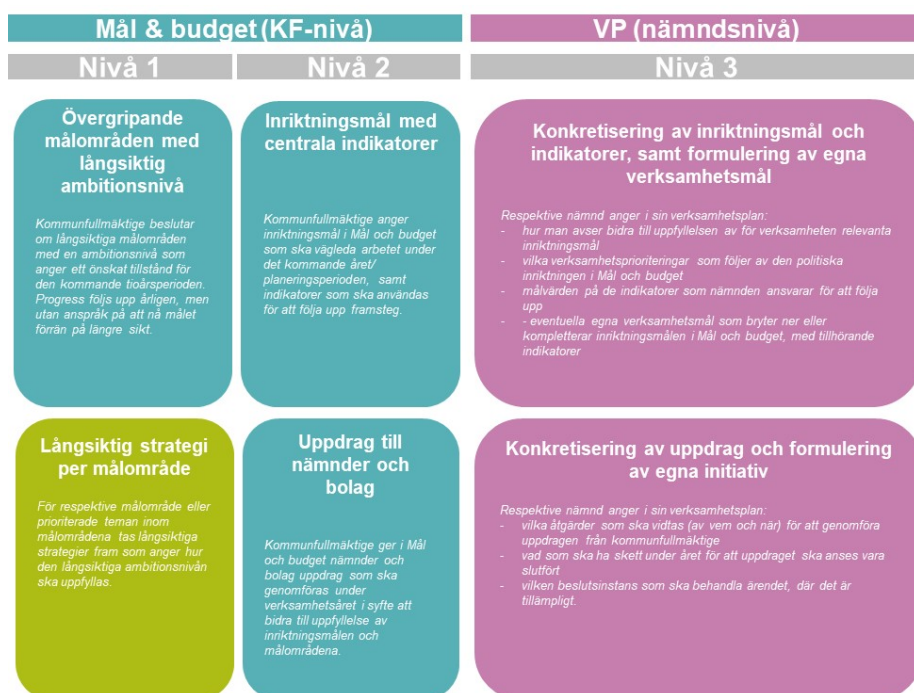 Mål & budget (KF-nivå)
VP (nämndsnivå)
Nivå 1
Nivå 2
Nivå 3
Övergripande
målområden med
långsiktig
ambitionsnivå
Kommunfullmäktige beslutar
om långsiktiga målområden
med en ambitionsnivå som
anger ett önskat tillstånd för
den kommande tioårsperioden.
Progress följs upp årligen, men
utan anspråk på att nå målet
förrän på längre sikt.
Inriktningsmål med
centrala indikatorer
Kommunfullmäktige anger
inriktningsmål i Mål och budget
som ska vägleda arbetet under
det kommande året/
planeringsperioden, samt
indikatorer som ska användas
för att följa upp framsteg.
Konkretisering av inriktningsmål och
indikatorer, samt formulering av egna
verksamhetsmål
Respektive nämnd anger i sin verksamhetsplan:
- hur man avser bidra till uppfyllelsen av för verksamheten relevanta
inriktningsmål
- vilka verksamhetsprioriteringar som följer av den politiska
inriktningen i Mål och budget
- målvärden på de indikatorer som nämnden ansvarar för att följa
upp
- - eventuella egna verksamhetsmål som bryter ner eller
kompletterar inriktningsmålen i Mål och budget, med tillhörande
indikatorer
Långsiktig strategi
per målområde
För respektive målområde eller
prioriterade teman inom
målområdena tas långsiktiga
strategier fram som anger hur
den långsiktiga ambitionsnivån
ska uppfyllas.
Uppdrag till
nämnder och
bolag
Kommunfullmäktige ger i Mål
och budget nämnder och
bolag uppdrag som ska
genomföras under
verksamhetsåret i syfte att
bidra till uppfyllelse av
inriktningsmålen och
målområdena.
Konkretisering av uppdrag och formulering
av egna initiativ
Respektive nämnd anger i sin verksamhetsplan:
- vilka åtgärder som ska vidtas (av vem och när) för att genomföra
uppdragen från kommunfullmäktige
- vad som ska ha skett under året för att uppdraget ska anses vara
slutfört
- vilken beslutsinstans som ska behandla ärendet, där det är
tillämpligt.